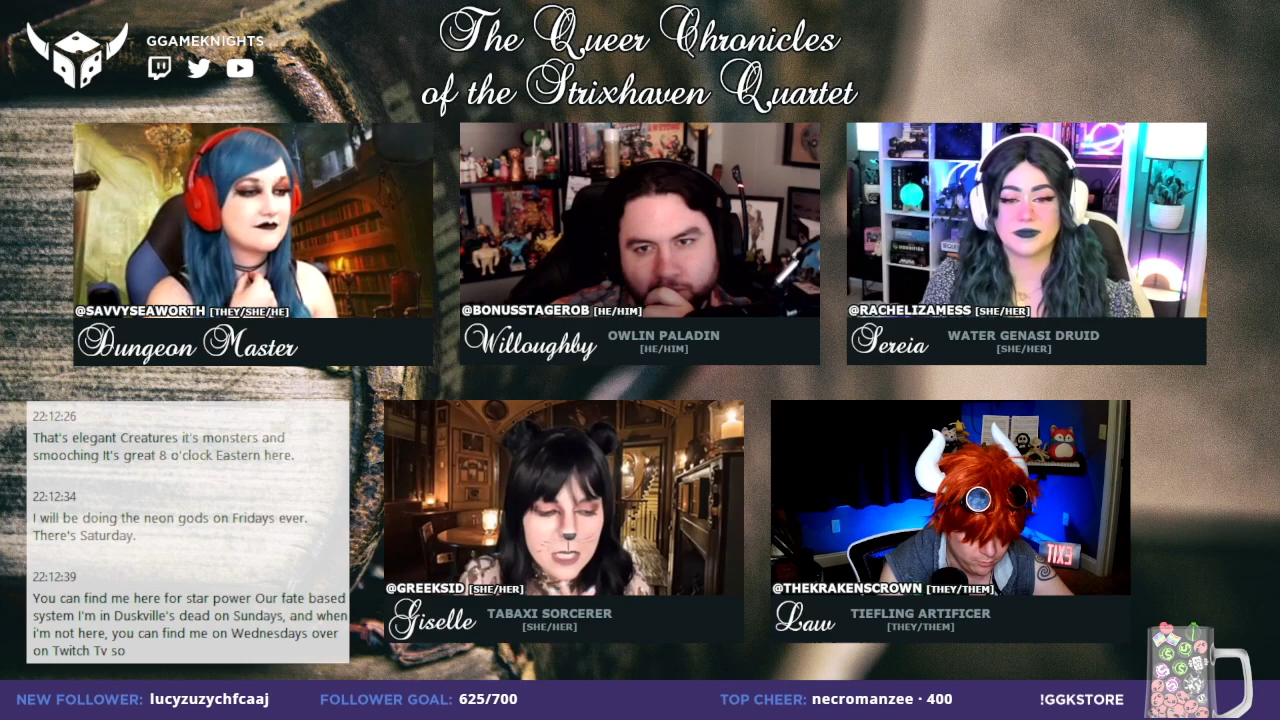 GGAMEKNIGHTS
The Queer Chronicles
of the Strixhaven Quartet
@SAVVYSEAWORTH [THEY/SHE/HE]
Dungeon Master
@BONUSSTAGEROB [HE/HIM]
Willoughby
OWLIN PALADIN
[HE/HIM]
@RACHELIZAMESS [SHE/HER]
Sereia
WATER GENASI DRUID
[SHE/HER]
22:12:26
That's elegant Creatures it's monsters and
smooching It's great 8 o'clock Eastern here.
22:12:34
I will be doing the neon gods on Fridays ever.
There's Saturday.
22:12:39
You can find me here for star power Our fate based
system I'm in Duskville's dead on Sundays, and when
i'm not here, you can find me on Wednesdays over
on Twitch Tv so
@GREEKSID [SHE/HER]
Giselle
TABAXI SORCERER
[SHE/HER]
EXIT
@THEKRAKENSCROWN [THEY/THEM]
Law
TIEFLING ARTIFICER
[THEY/THEM]
NEW FOLLOWER: lucyzuzychfcaaj
FOLLOWER GOAL: 625/700
TOP CHEER: necromanzee · 400
!GGKSTORE